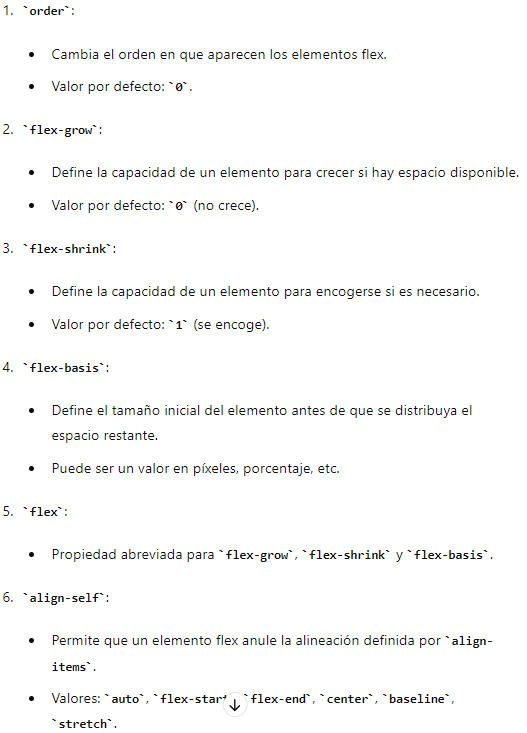 1. `order`:
• Cambia el orden en que aparecen los elementos flex.
• Valor por defecto: `0`.
2. `flex-grow`:
• Define la capacidad de un elemento para crecer si hay espacio disponible.
• Valor por defecto: `0` (no crece).
3. `flex-shrink`:
• Define la capacidad de un elemento para encogerse si es necesario.
• Valor por defecto: `1` (se encoge).
4. `flex-basis`:
• Define el tamaño inicial del elemento antes de que se distribuya el
espacio restante.
• Puede ser un valor en píxeles, porcentaje, etc.
5. `flex`:
• Propiedad abreviada para `flex-grow`, `flex-shrink` y `flex-basis`.
6. `align-self`:
• Permite que un elemento flex anule la alineación definida por `align-
items`.
• Valores: `auto`, `flex-start `flex-end`, `center`, `baseline`,
`stretch`.